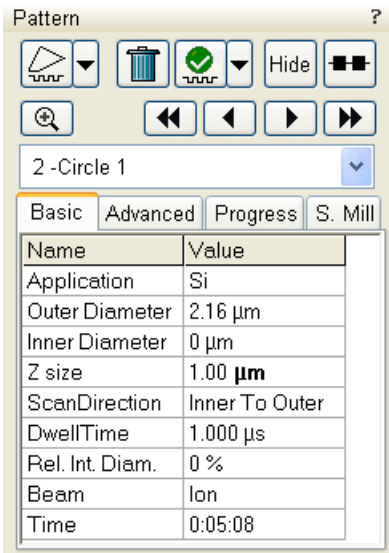 Pattern ?
Hide
2 -Circle 1
Basic Advanced Progress S. Mill
Name Value
Application Si
Outer Diameter 2.16 µm
Inner Diameter 0 µm
Z size 1.00 µm
ScanDirection Inner To Outer
DwellTime 1.000 µs
Rel. Int. Diam. 0 %
Beam Ion
Time 0:05:08